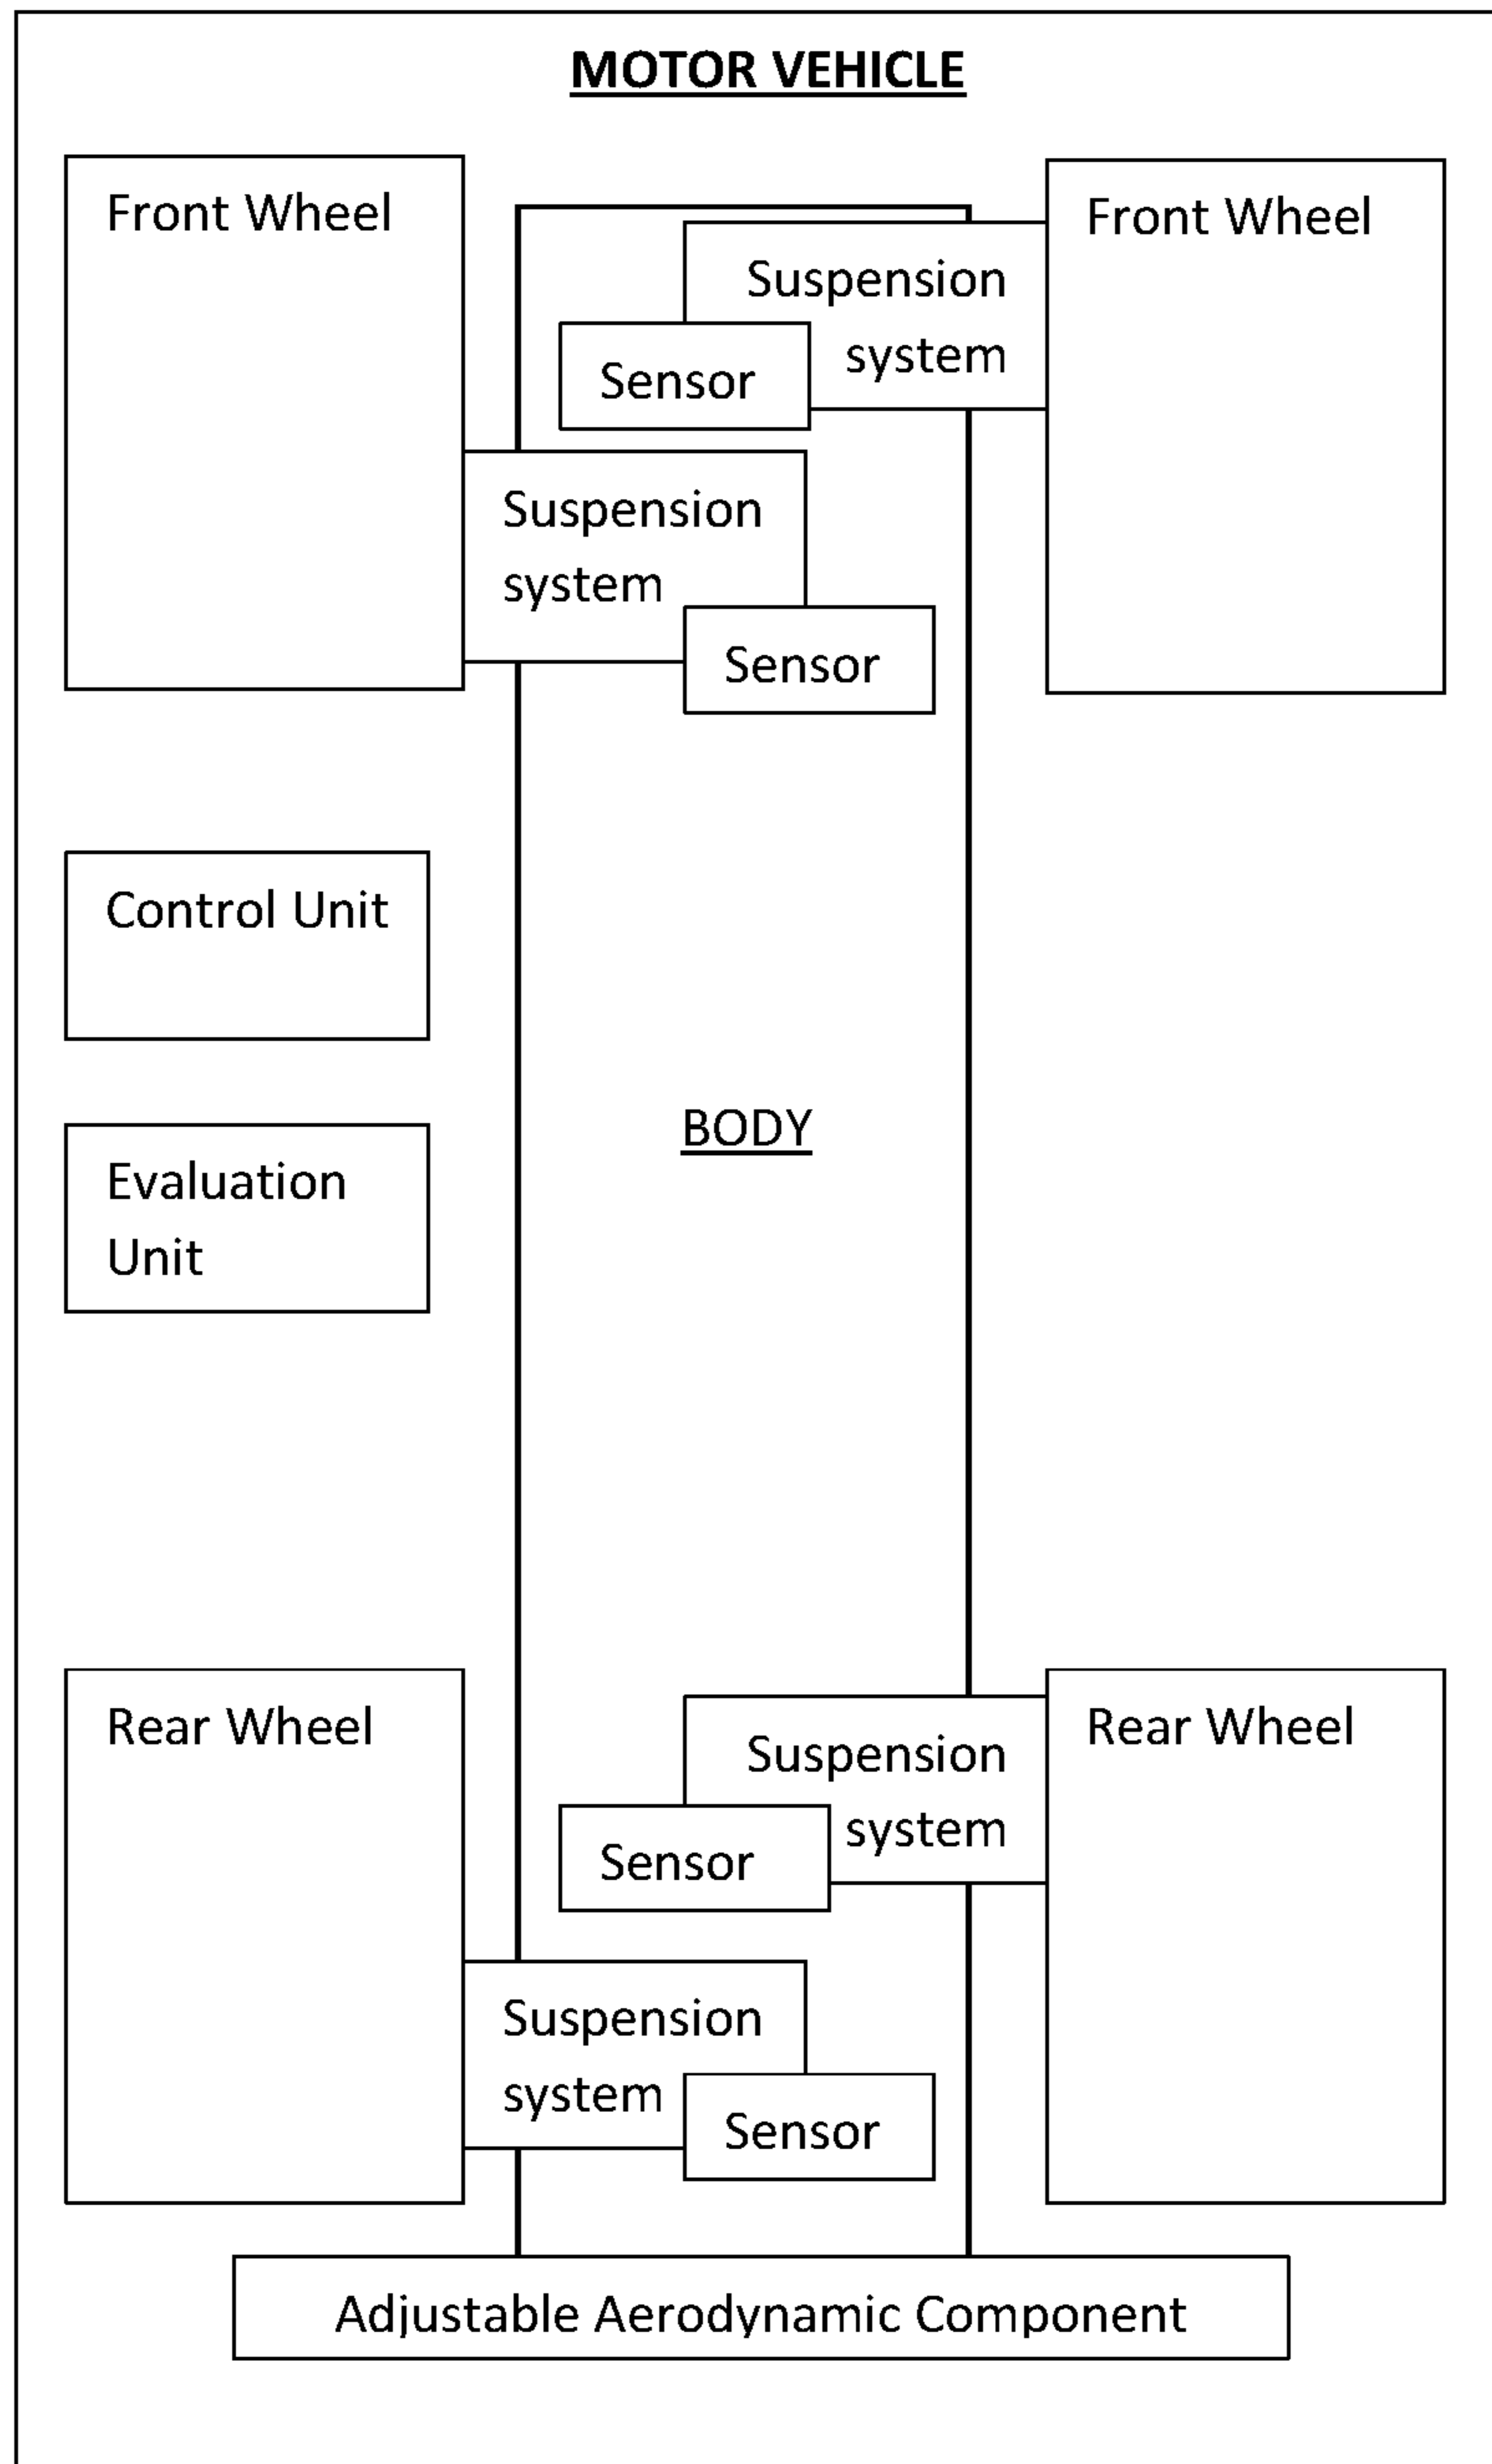 MOTOR VEHICLE
Front Wheel
Front Wheel
Suspension
system
Sensor
Suspension
system
Sensor
Control Unit
BODY
Evaluation
Unit
Rear Wheel
Rear Wheel
Suspension
system
Sensor
Suspension
system
Sensor
Adjustable Aerodynamic Component